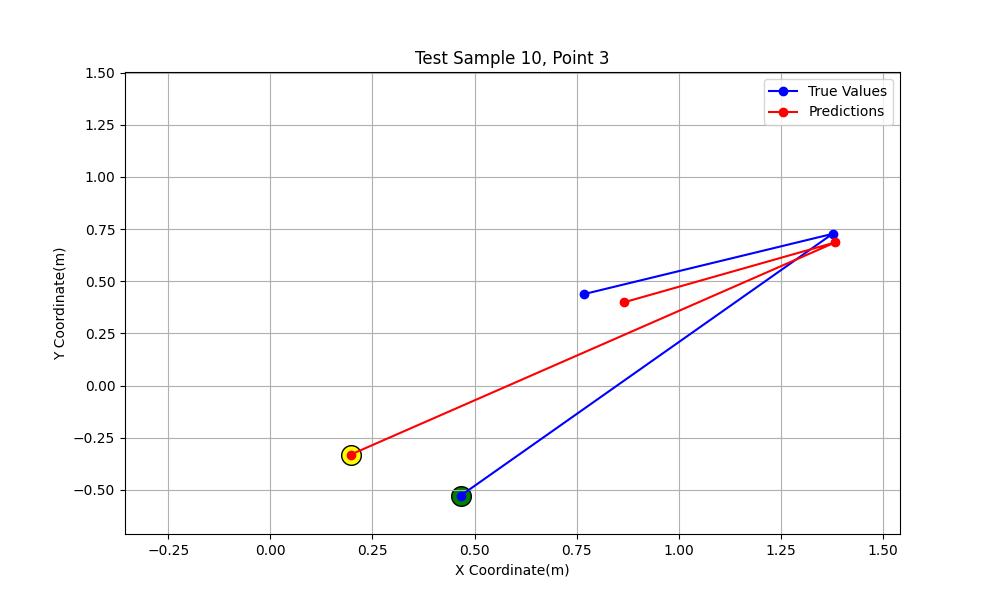 Test Sample 10, Point 3
True Values
Predictions
Y Coordinate(m)
1.50
1.25
1.00
0.75
0.50
0.25
0.00
−0.25
−0.50
−0.25 0.00 0.25 0.50 0.75 1.00 1.25 1.50
X Coordinate(m)